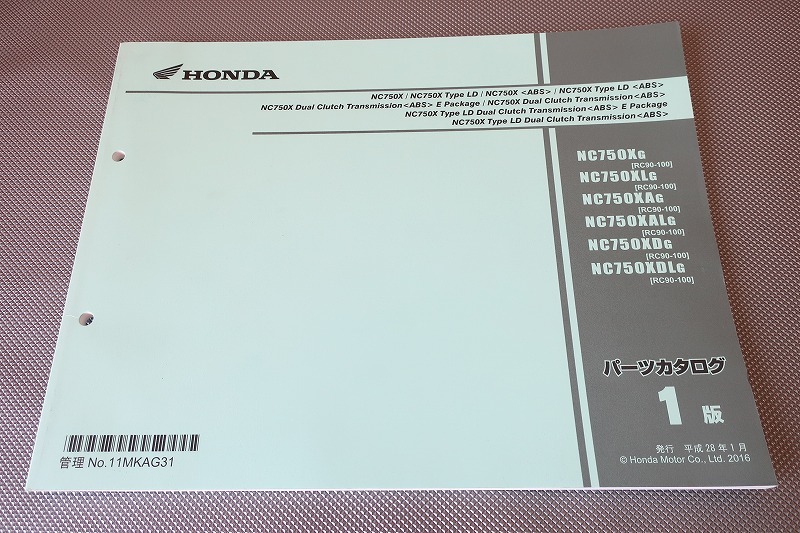 HONDA
NC750X / NC750X Type LD / NC750X <ABS> / NC750X Type LD <ABS>
NC750X Dual Clutch Transmission<ABS> E Package / NC750X Dual Clutch Transmission<ABS>
NC750X Type LD Dual Clutch Transmission<ABS> E Package
NC750X Type LD Dual Clutch Transmission<ABS>
NC750XG
[RC90-100]
NC750XLG
[RC90-100]
NC750XAG
[RC90-100]
NC750XALG
[RC90-100]
NC750XDG
[RC90-100]
NC750XDLG
[RC90-100]
パーツカタログ
1 版
発行 平成 28 年 1 月
© Honda Motor Co., Ltd. 2016
管理 No.11MKAG31